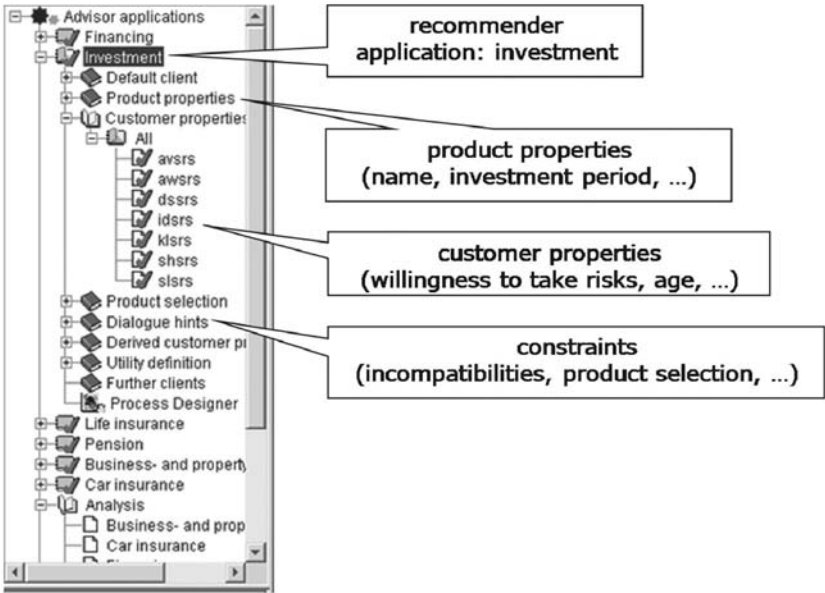 Advisor applications
Financing
Investment
Default client
Product properties
Customer properties
All
avsrs
awsrs
dssrs
idsrs
klsrs
shsrs
slsrs
Product selection
Dialogue hints
Derived customer pr
Utility definition
Further clients
Process Designer
Life insurance
Pension
Business- and property
Car insurance
Analysis
Business- and prop
Car insurance
recommender
application: investment
product properties
(name, investment period, ...)
customer properties
(willingness to take risks, age, ...)
constraints
(incompatibilities, product selection, ...)